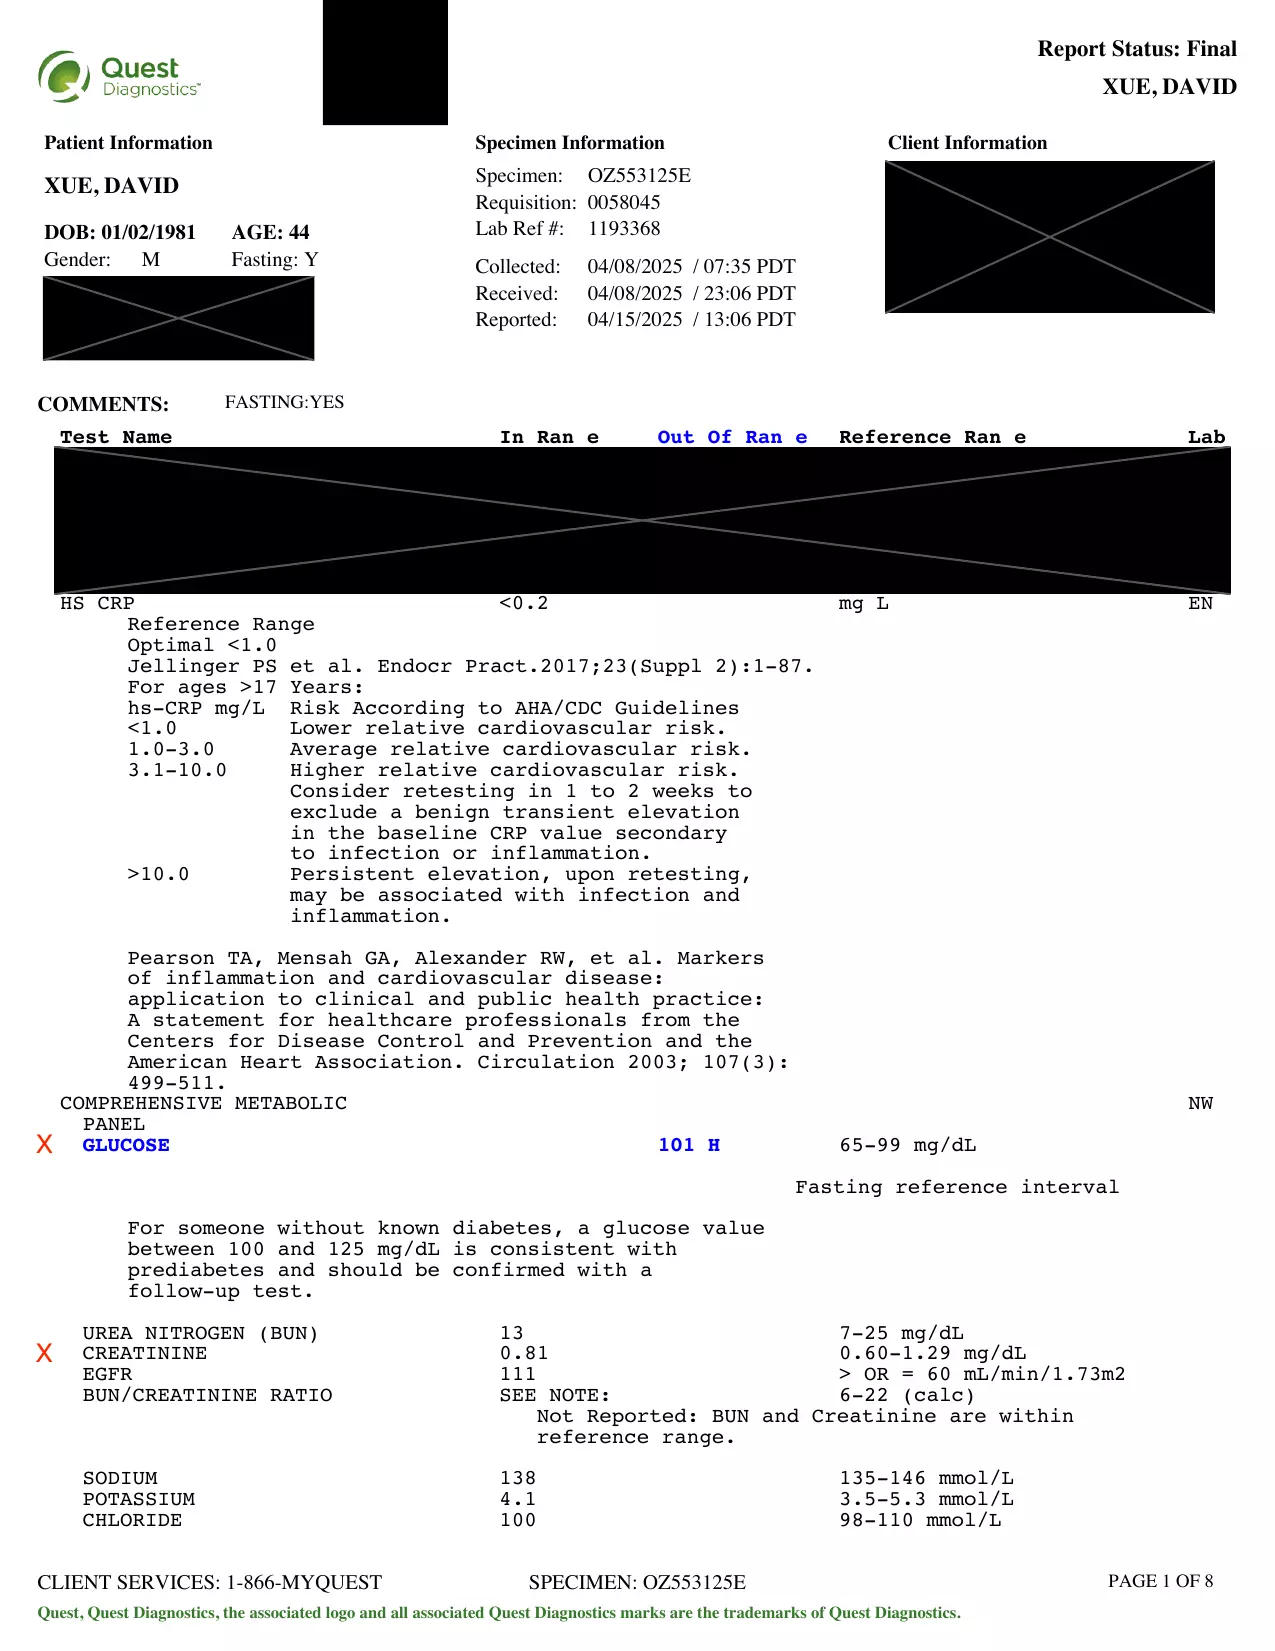 Quest
Diagnostics™
Report Status: Final
XUE, DAVID
Patient Information
XUE, DAVID
DOB: 01/02/1981 AGE: 44
Gender: M Fasting: Y
Specimen Information
Specimen: OZ553125E
Requisition: 0058045
Lab Ref #: 1193368
Collected: 04/08/2025 / 07:35 PDT
Received: 04/08/2025 / 23:06 PDT
Reported: 04/15/2025 / 13:06 PDT
Client Information
COMMENTS: FASTING:YES
Test Name In Ran e Out Of Ran e Reference Ran e Lab
HS CRP <0.2 mg L EN
Reference Range
Optimal <1.0
Jellinger PS et al. Endocr Pract.2017;23(Suppl 2):1-87.
For ages >17 Years:
hs-CRP mg/L Risk According to AHA/CDC Guidelines
<1.0 Lower relative cardiovascular risk.
1.0-3.0 Average relative cardiovascular risk.
3.1-10.0 Higher relative cardiovascular risk.
Consider retesting in 1 to 2 weeks to
exclude a benign transient elevation
in the baseline CRP value secondary
to infection or inflammation.
>10.0 Persistent elevation, upon retesting,
may be associated with infection and
inflammation.
Pearson TA, Mensah GA, Alexander RW, et al. Markers
of inflammation and cardiovascular disease:
application to clinical and public health practice:
A statement for healthcare professionals from the
Centers for Disease Control and Prevention and the
American Heart Association. Circulation 2003; 107(3):
499-511.
COMPREHENSIVE METABOLIC NW
PANEL
X GLUCOSE 101 H 65-99 mg/dL
Fasting reference interval
For someone without known diabetes, a glucose value
between 100 and 125 mg/dL is consistent with
prediabetes and should be confirmed with a
follow-up test.
UREA NITROGEN (BUN) 13 7-25 mg/dL
X CREATININE 0.81 0.60-1.29 mg/dL
EGFR 111 > OR = 60 mL/min/1.73m2
BUN/CREATININE RATIO SEE NOTE: 6-22 (calc)
Not Reported: BUN and Creatinine are within
reference range.
SODIUM 138 135-146 mmol/L
POTASSIUM 4.1 3.5-5.3 mmol/L
CHLORIDE 100 98-110 mmol/L
CLIENT SERVICES: 1-866-MYQUEST SPECIMEN: OZ553125E PAGE 1 OF 8
Quest, Quest Diagnostics, the associated logo and all associated Quest Diagnostics marks are the trademarks of Quest Diagnostics.